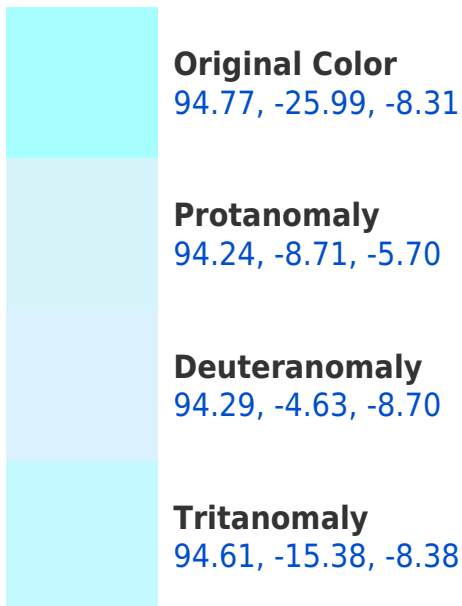 Original Color
94.77, -25.99, -8.31
Protanomaly
94.24, -8.71, -5.70
Deuteranomaly
94.29, -4.63, -8.70
Tritanomaly
94.61, -15.38, -8.38